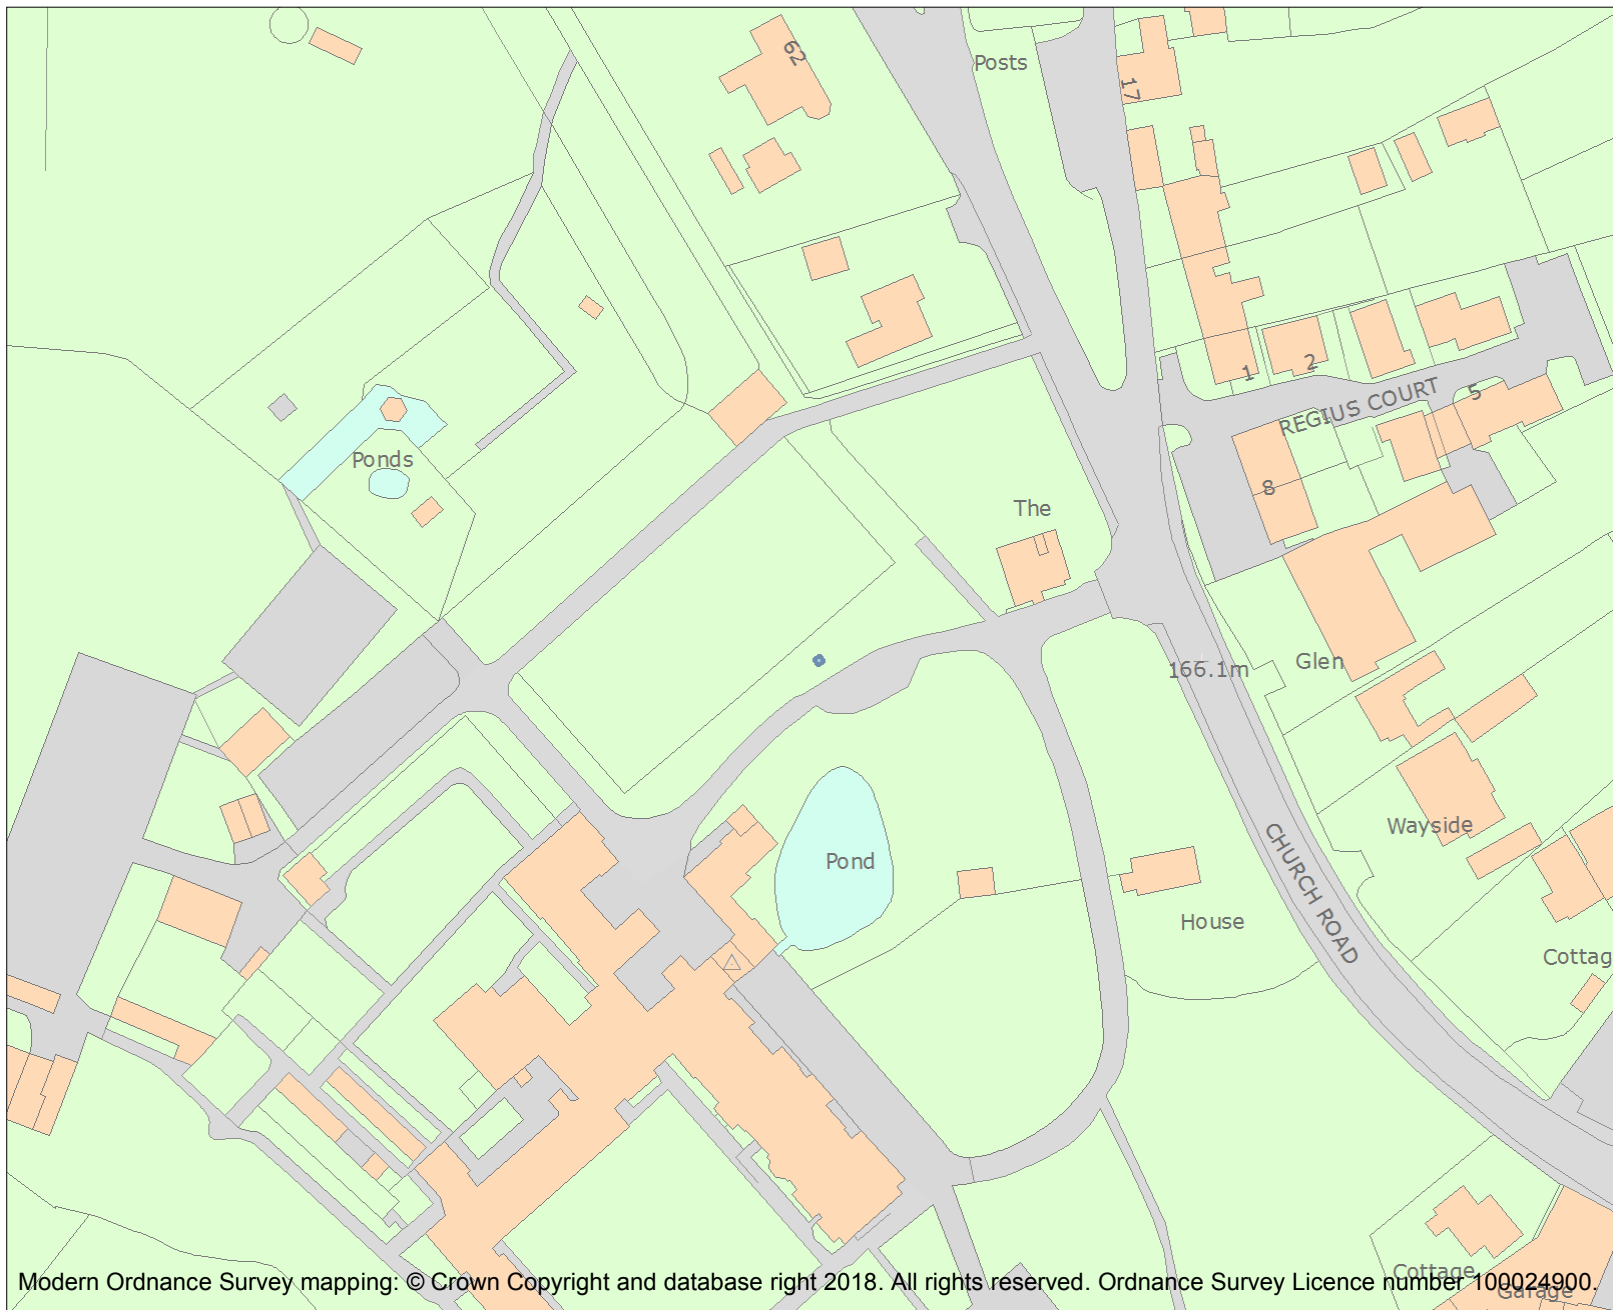 62
Posts
17
1
2
REGIUS COURT
5
Ponds
8
The
166.1m
Glen
Wayside
Pond
CHURCH ROAD
House
Cottag
Cottage
Garage
Modern Ordnance Survey mapping: © Crown Copyright and database right 2018. All rights reserved. Ordnance Survey Licence number 100024900.